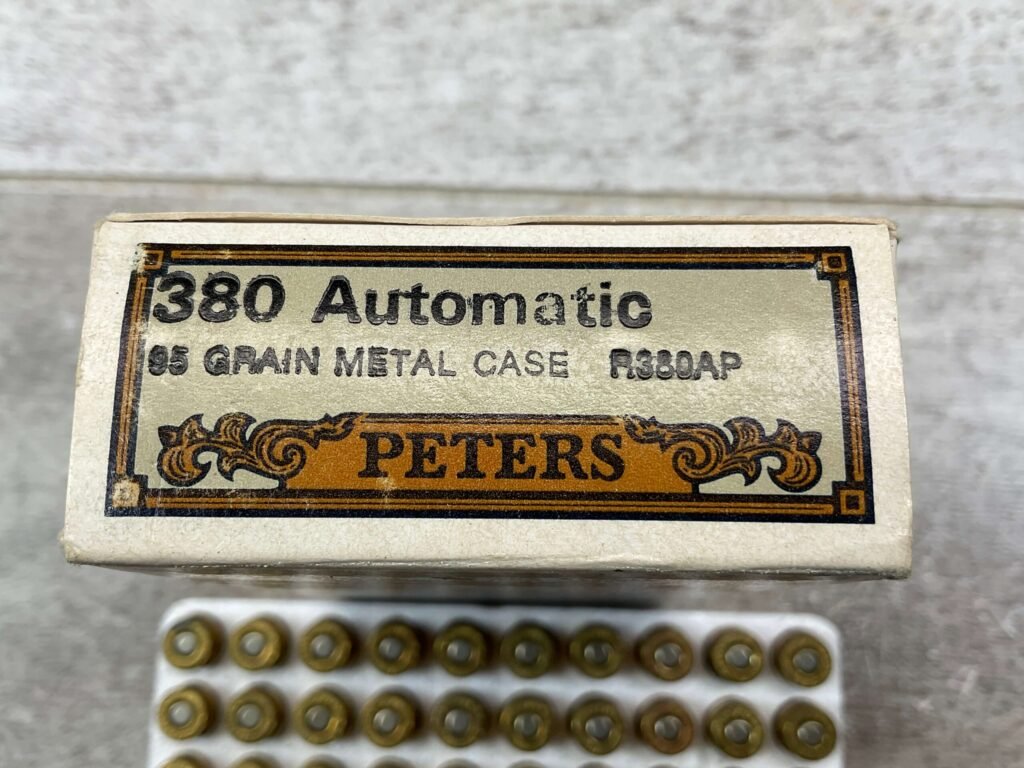 380 Automatic
95 GRAIN METAL CASE R380AP
PETERS